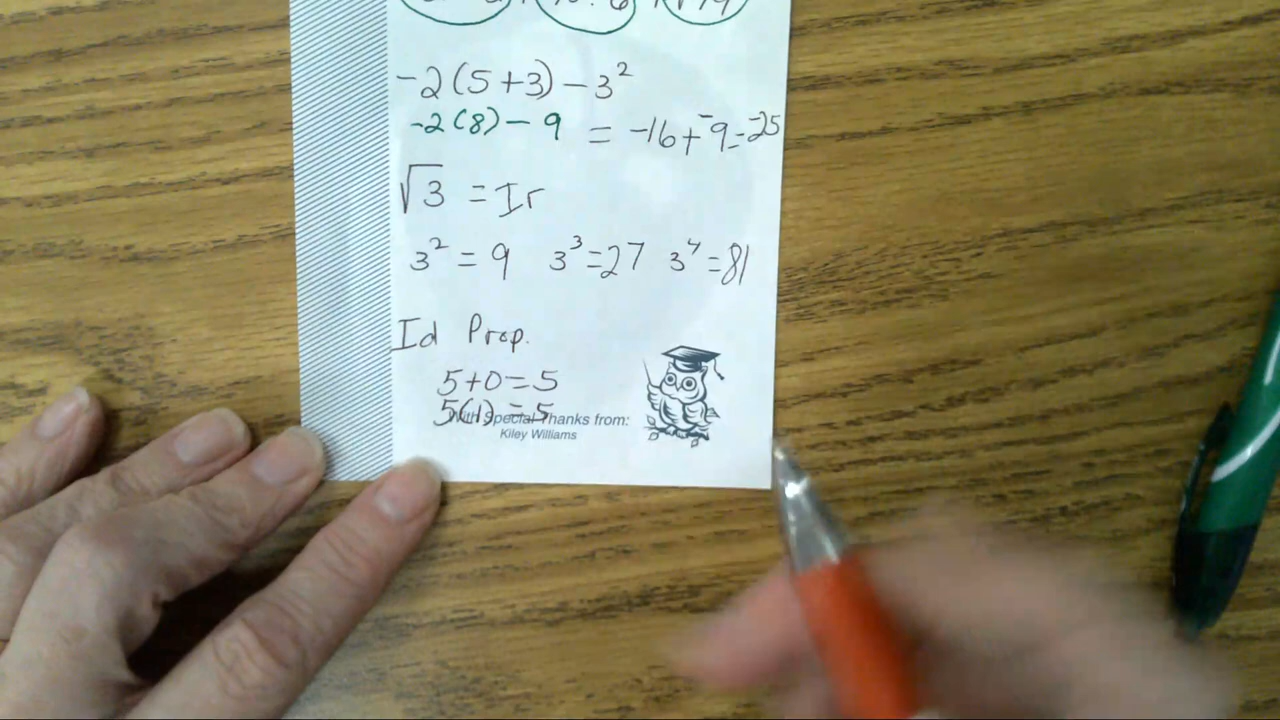 -2(5+3)-3²
-2(8)-9 = -16+⁻9=-25
√3 = Ir
3²=9 3³=27 3⁴=81
Id Prop.
5+0=5
5(1)=5
With Special Thanks from:
Kiley Williams